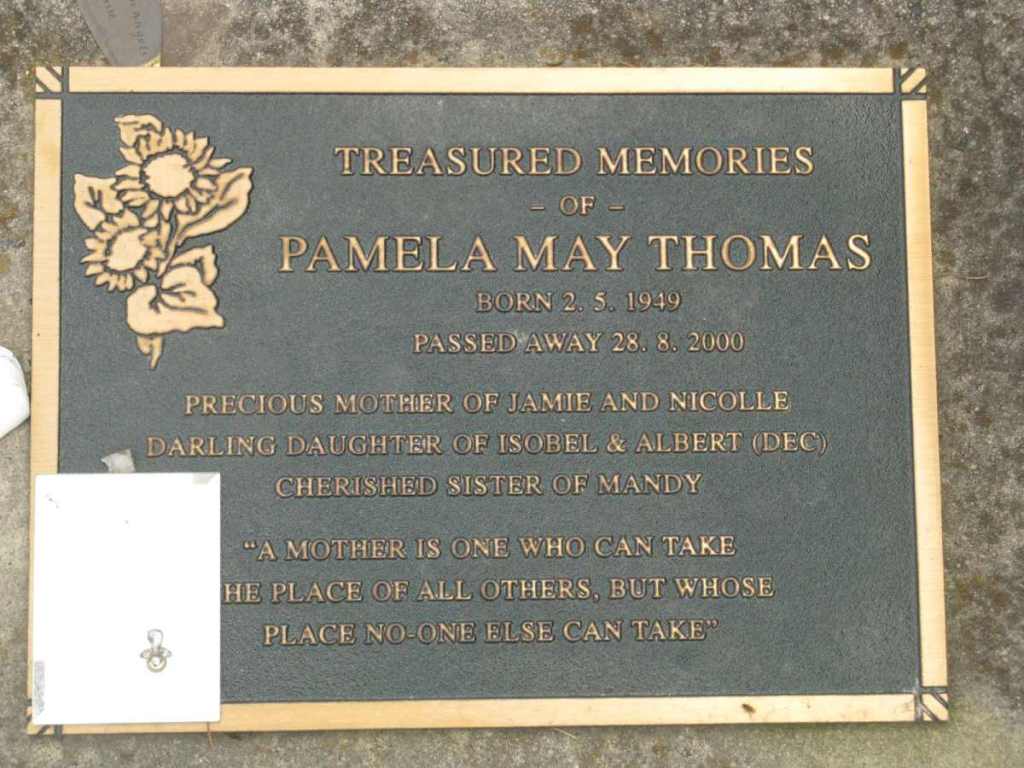 TREASURED MEMORIES
– OF –
PAMELA MAY THOMAS
BORN 2. 5. 1949
PASSED AWAY 28. 8. 2000
PRECIOUS MOTHER OF JAMIE AND NICOLLE
DARLING DAUGHTER OF ISOBEL & ALBERT (DEC)
CHERISHED SISTER OF MANDY
“A MOTHER IS ONE WHO CAN TAKE
HE PLACE OF ALL OTHERS, BUT WHOSE
PLACE NO-ONE ELSE CAN TAKE”